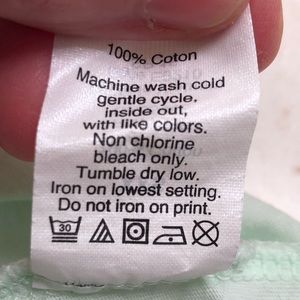 100% Coton
Machine wash cold
gentle cycle.
inside out,
with like colors.
Non chlorine
bleach only.
Tumble dry low.
Iron on lowest setting.
Do not iron on print.
30